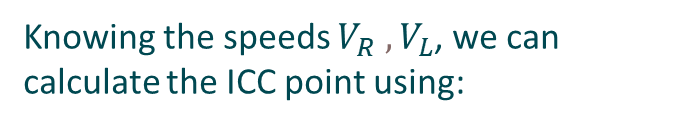 Knowing the speeds V_R , V_L, we can
calculate the ICC point using: